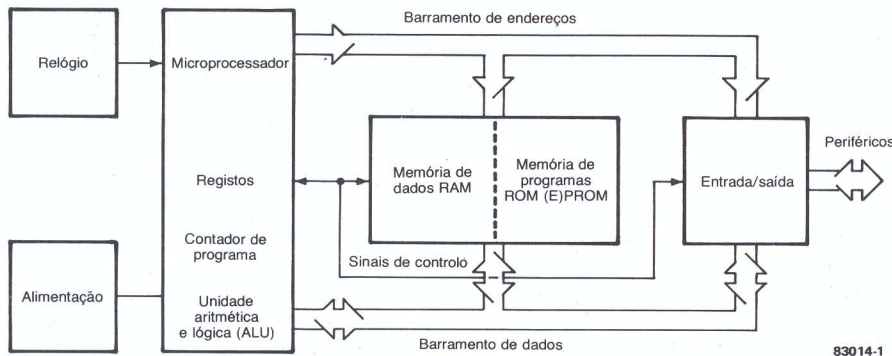 Barramento de endereços
Relógio
Microprocessador
Registos
Contador de
programa
Unidade
aritmética
e lógica (ALU)
Alimentação
Memória de
dados RAM
Memória de
programas
ROM (E)PROM
Entrada/saída
Periféricos
Sinais de controlo
Barramento de dados
83014-1